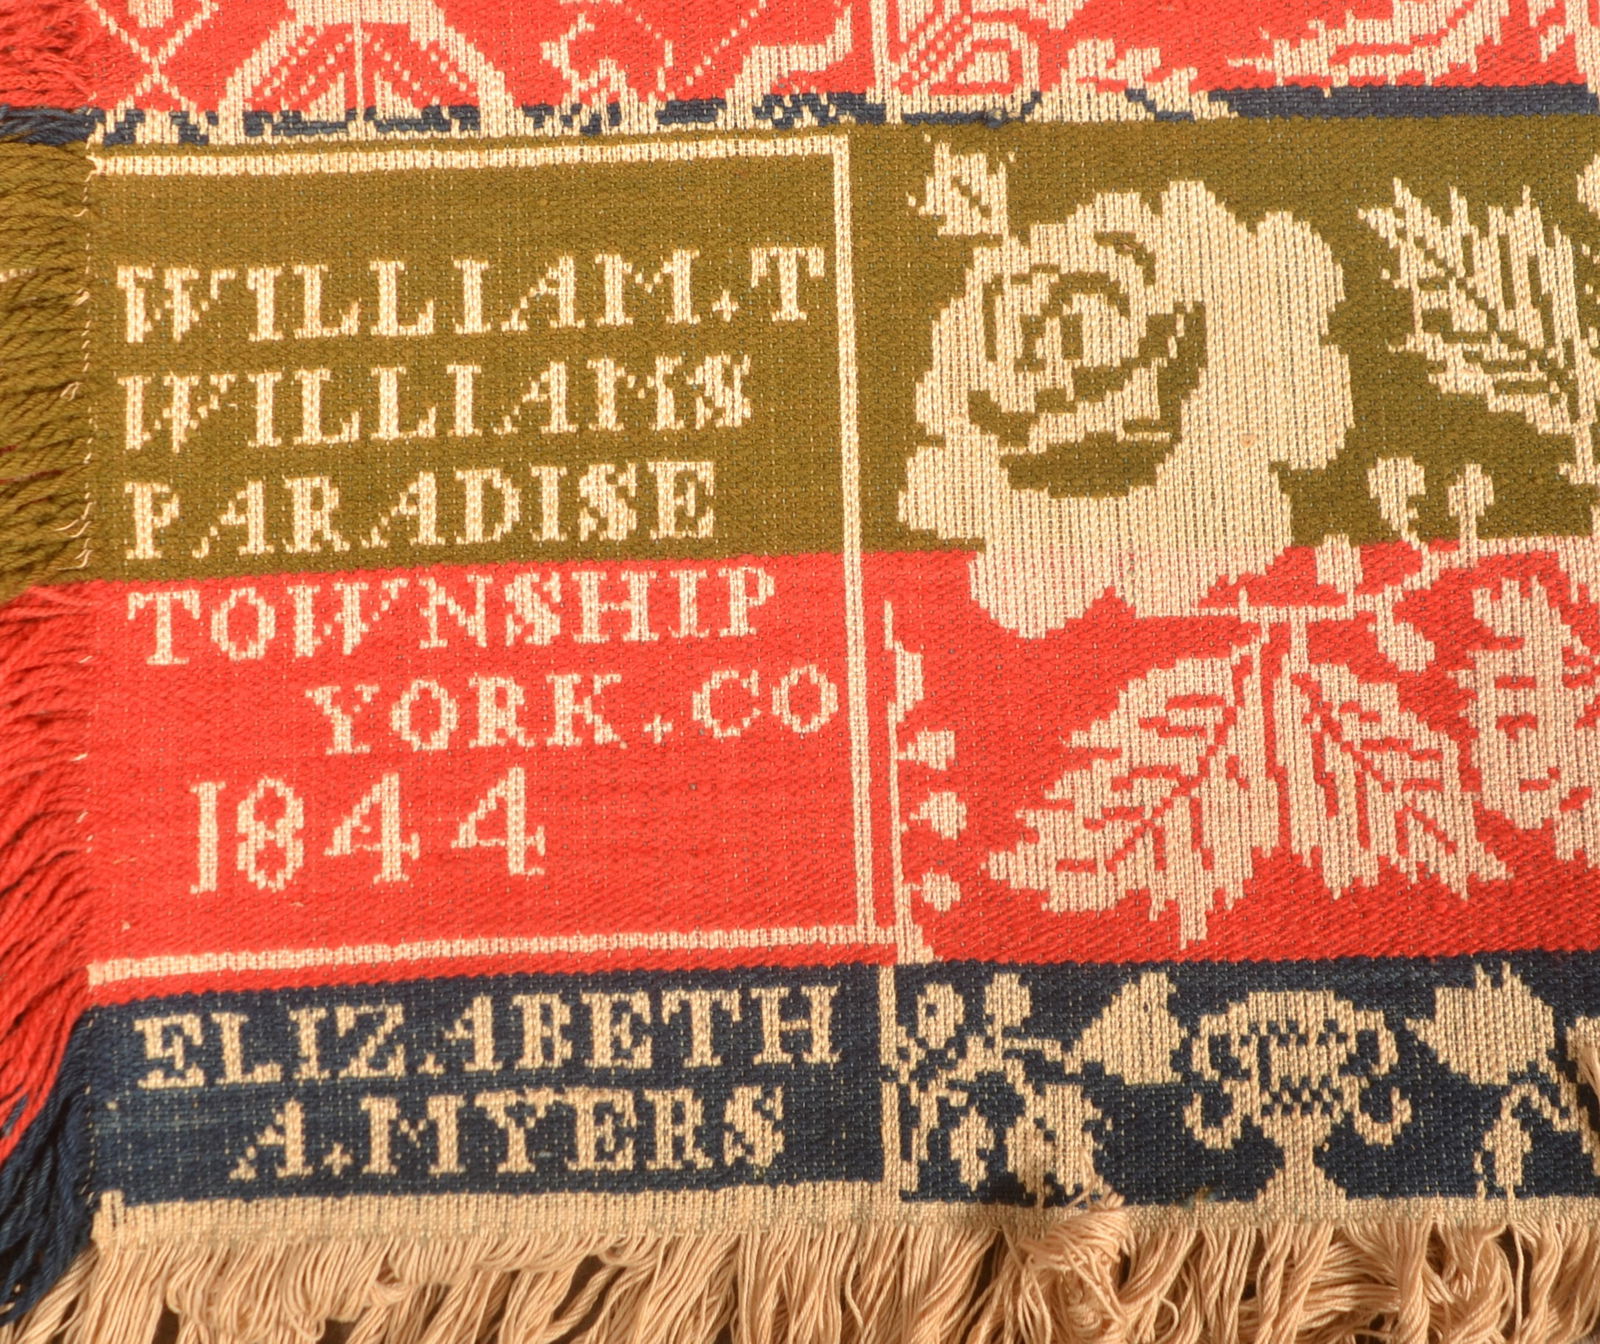 WILLIAM.T
WILLIAMS
PARADISE
TOWNSHIP
YORK.CO
1844
ELIZABETH
A.MYERS